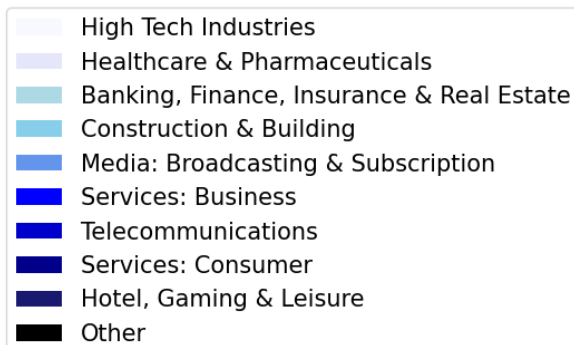 High Tech Industries
Healthcare & Pharmaceuticals
Banking, Finance, Insurance & Real Estate
Construction & Building
Media: Broadcasting & Subscription
Services: Business
Telecommunications
Services: Consumer
Hotel, Gaming & Leisure
Other